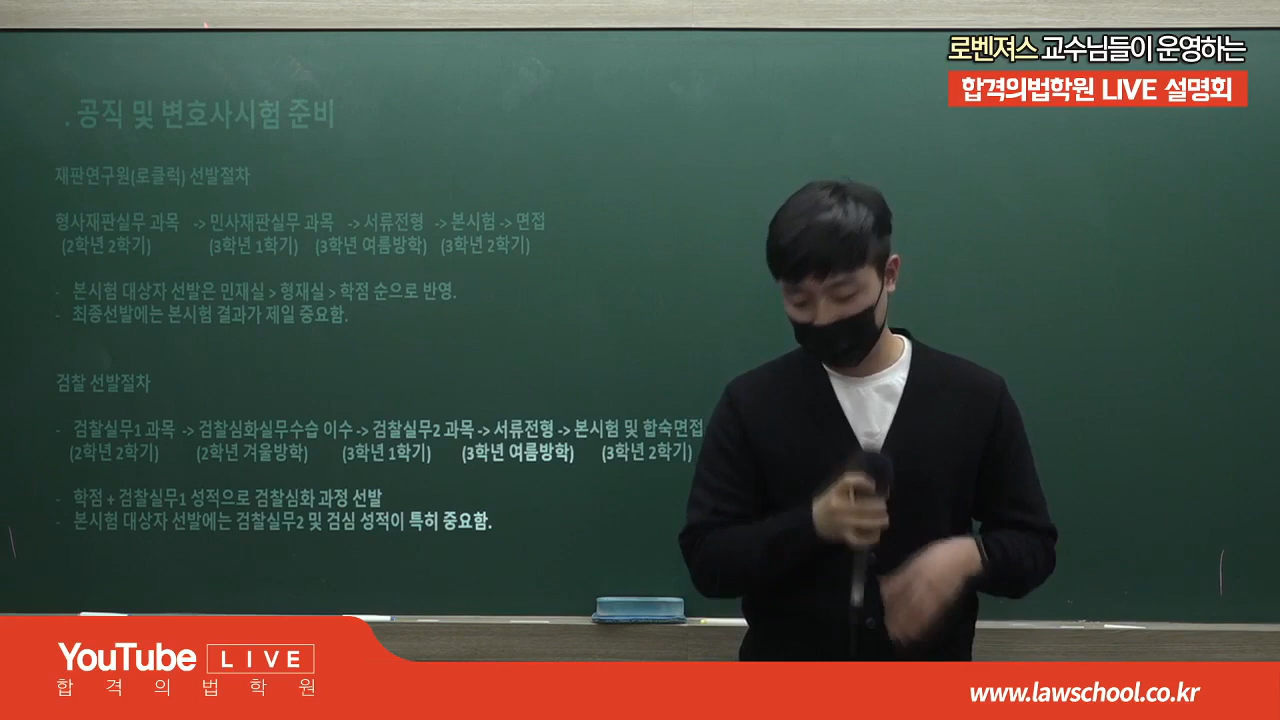 로벤져스 교수님들이 운영하는
합격의법학원 LIVE 설명회
. 공직 및 변호사시험 준비
재판연구원(로클럭) 선발절차
형사재판실무 과목 -> 민사재판실무 과목 -> 서류전형 -> 본시험 -> 면접
(2학년 2학기) (3학년 1학기) (3학년 여름방학) (3학년 2학기)
- 본시험 대상자 선발은 민재실 > 형재실 > 학점 순으로 반영.
- 최종선발에는 본시험 결과가 제일 중요함.
검찰 선발절차
- 검찰실무1 과목 -> 검찰심화실무수습 이수 -> 검찰실무2 과목 -> 서류전형 -> 본시험 및 합숙면접
(2학년 2학기) (2학년 겨울방학) (3학년 1학기) (3학년 여름방학) (3학년 2학기)
- 학점 + 검찰실무1 성적으로 검찰심화 과정 선발
- 본시험 대상자 선발에는 검찰실무2 및 검심 성적이 특히 중요함.
YouTube LIVE
합격의법학원
www.lawschool.co.kr